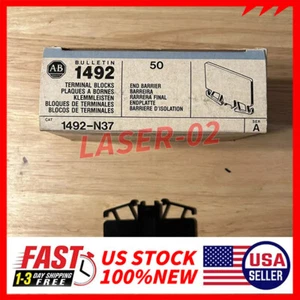 AB
BULLETIN
1492
50
TERMINAL BLOCKS
PLAQUES A BORNES
KLEMMLEISTEN
BLOQUES DE TERMINALES
BLOCOS DE TERMINAIS
END BARRIER
BARREIRA
BARRERA FINAL
ENDPLATTE
BARRIERE D'ISOLATION
CAT
1492-N37
SER
A
LASER-02
FAST
1-3 DAY FREE SHIPPING
US STOCK
100%NEW
USA
SELLER